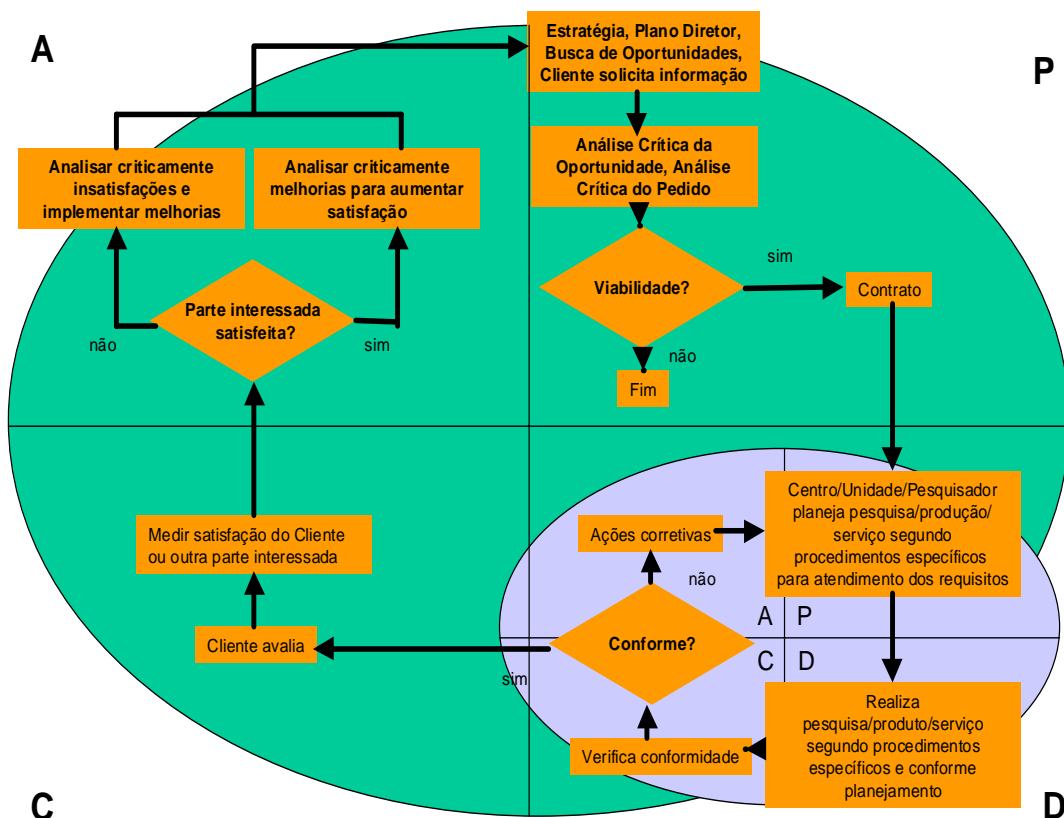 A
P
Estratégia, Plano Diretor,
Busca de Oportunidades,
Cliente solicita informação
Análise Crítica da
Oportunidade, Análise
Crítica do Pedido
Analisar criticamente
insatisfações e
implementar melhorias
Analisar criticamente
melhorias para aumentar
satisfação
Viabilidade?
sim
Contrato
não
Fim
Parte interessada
satisfeita?
não
sim
Centro/Unidade/Pesquisador
planeja pesquisa/produção/
serviço segundo
procedimentos específicos
para atendimento dos requisitos
Ações corretivas
não
Medir satisfação do Cliente
ou outra parte interessada
A
P
Conforme?
Cliente avalia
sim
C
D
Realiza
pesquisa/produto/serviço
segundo procedimentos
específicos e conforme
planejamento
Verifica conformidade
C
D